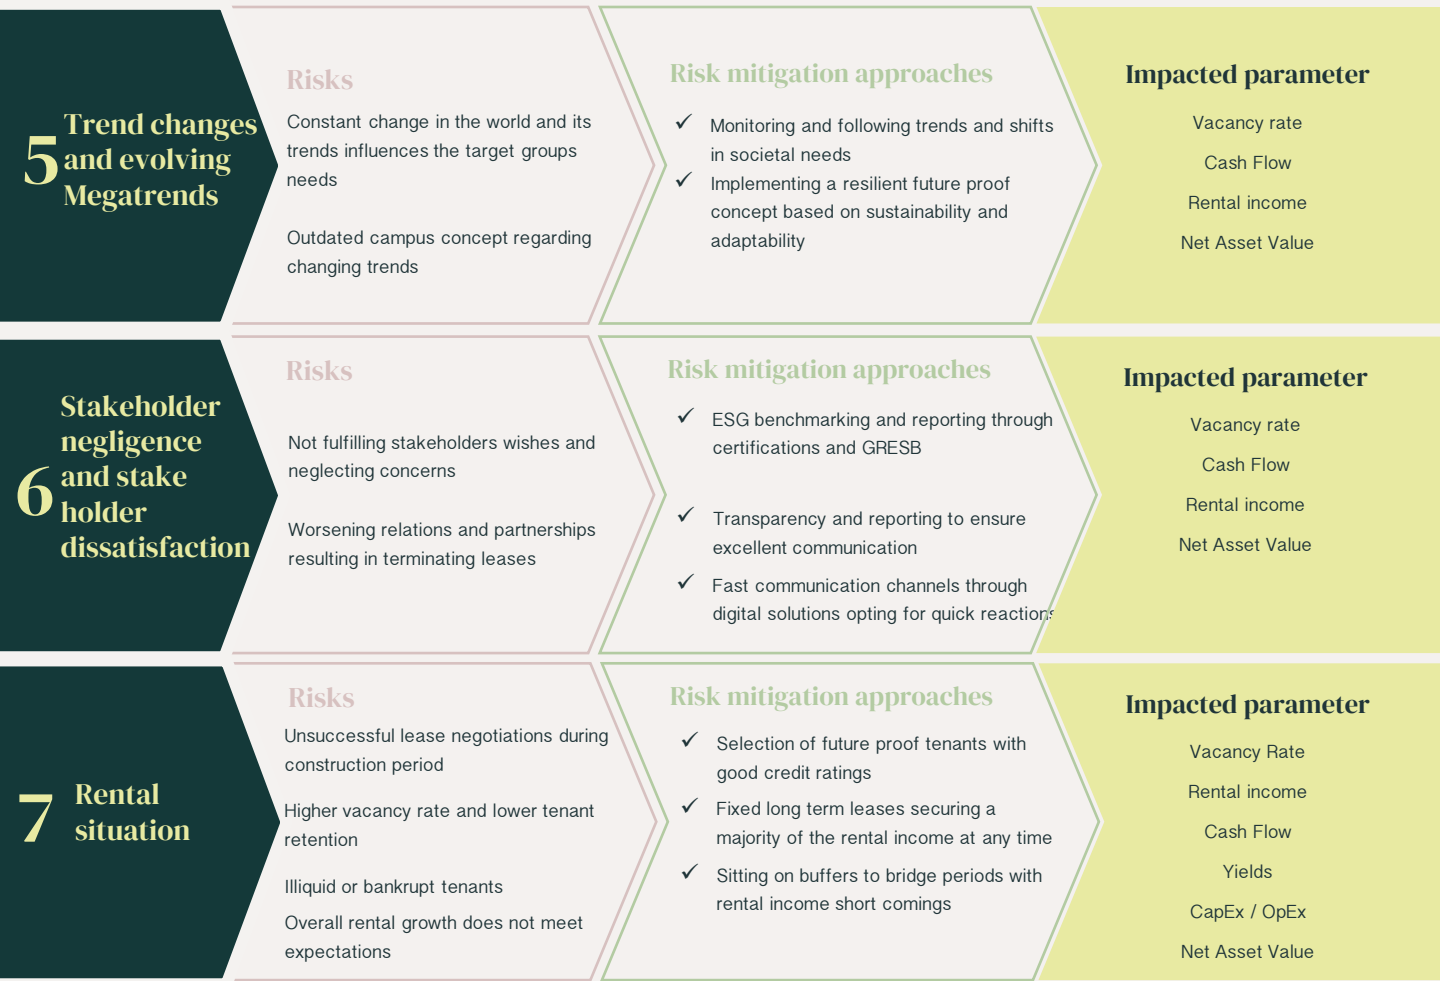 5
Trend changes
and evolving
Megatrends
Risks
Constant change in the world and its
trends influences the target groups
needs
Outdated campus concept regarding
changing trends
Risk mitigation approaches
✓ Monitoring and following trends and shifts
in societal needs
✓ Implementing a resilient future proof
concept based on sustainability and
adaptability
Impacted parameter
Vacancy rate
Cash Flow
Rental income
Net Asset Value
6
Stakeholder
negligence
and stake
holder
dissatisfaction
Risks
Not fulfilling stakeholders wishes and
neglecting concerns
Worsening relations and partnerships
resulting in terminating leases
Risk mitigation approaches
✓ ESG benchmarking and reporting through
certifications and GRESB
✓ Transparency and reporting to ensure
excellent communication
✓ Fast communication channels through
digital solutions opting for quick reactions
Impacted parameter
Vacancy rate
Cash Flow
Rental income
Net Asset Value
7
Rental
situation
Risks
Unsuccessful lease negotiations during
construction period
Higher vacancy rate and lower tenant
retention
Illiquid or bankrupt tenants
Overall rental growth does not meet
expectations
Risk mitigation approaches
✓ Selection of future proof tenants with
good credit ratings
✓ Fixed long term leases securing a
majority of the rental income at any time
✓ Sitting on buffers to bridge periods with
rental income short comings
Impacted parameter
Vacancy Rate
Rental income
Cash Flow
Yields
CapEx / OpEx
Net Asset Value